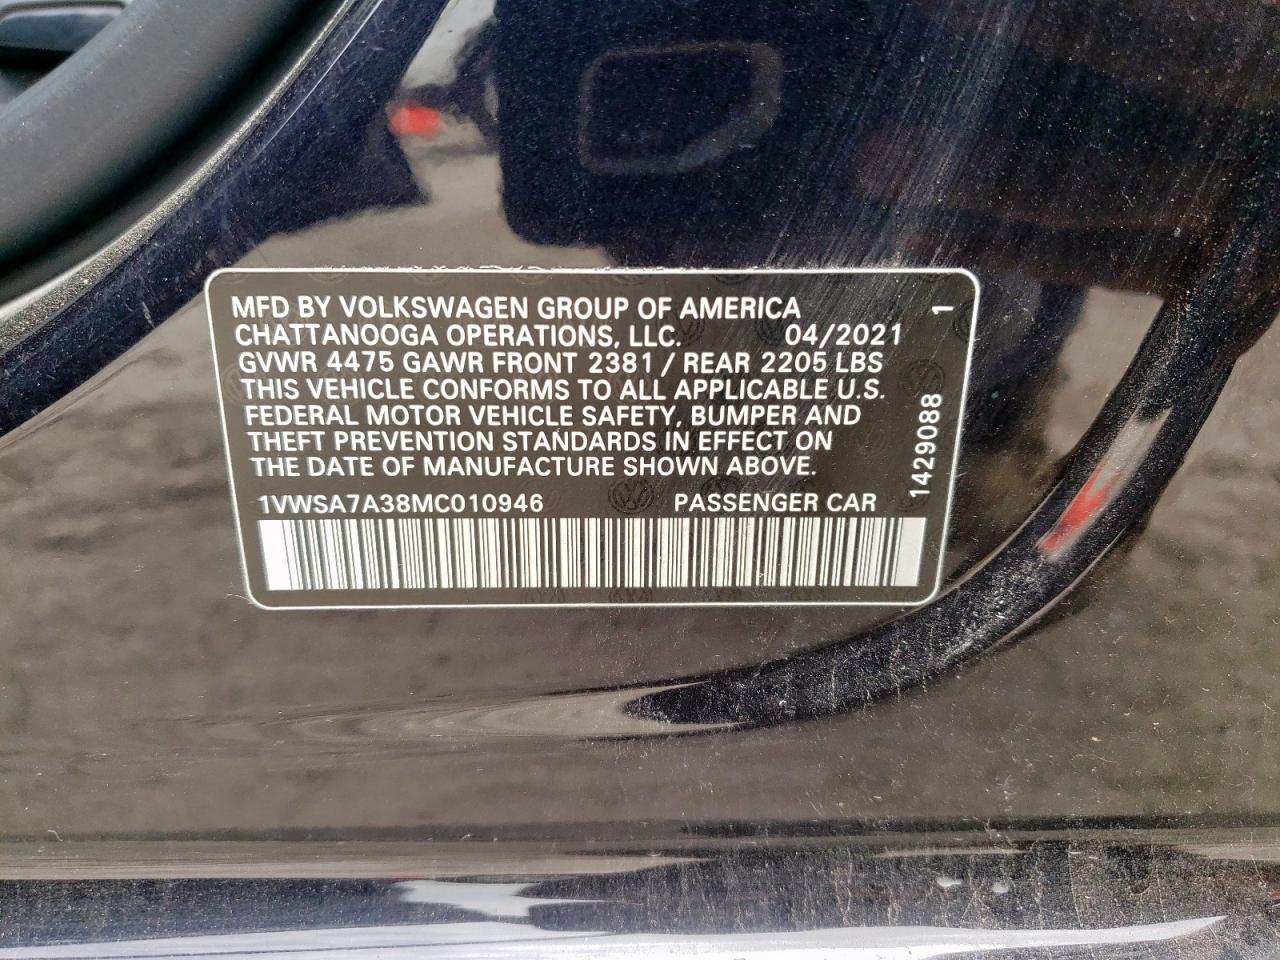 MFD BY VOLKSWAGEN GROUP OF AMERICA
CHATTANOOGA OPERATIONS, LLC. 04/2021
GVWR 4475 GAWR FRONT 2381 / REAR 2205 LBS
THIS VEHICLE CONFORMS TO ALL APPLICABLE U.S.
FEDERAL MOTOR VEHICLE SAFETY, BUMPER AND
THEFT PREVENTION STANDARDS IN EFFECT ON
THE DATE OF MANUFACTURE SHOWN ABOVE.
1VWSA7A38MC010946 PASSENGER CAR
1429088 1